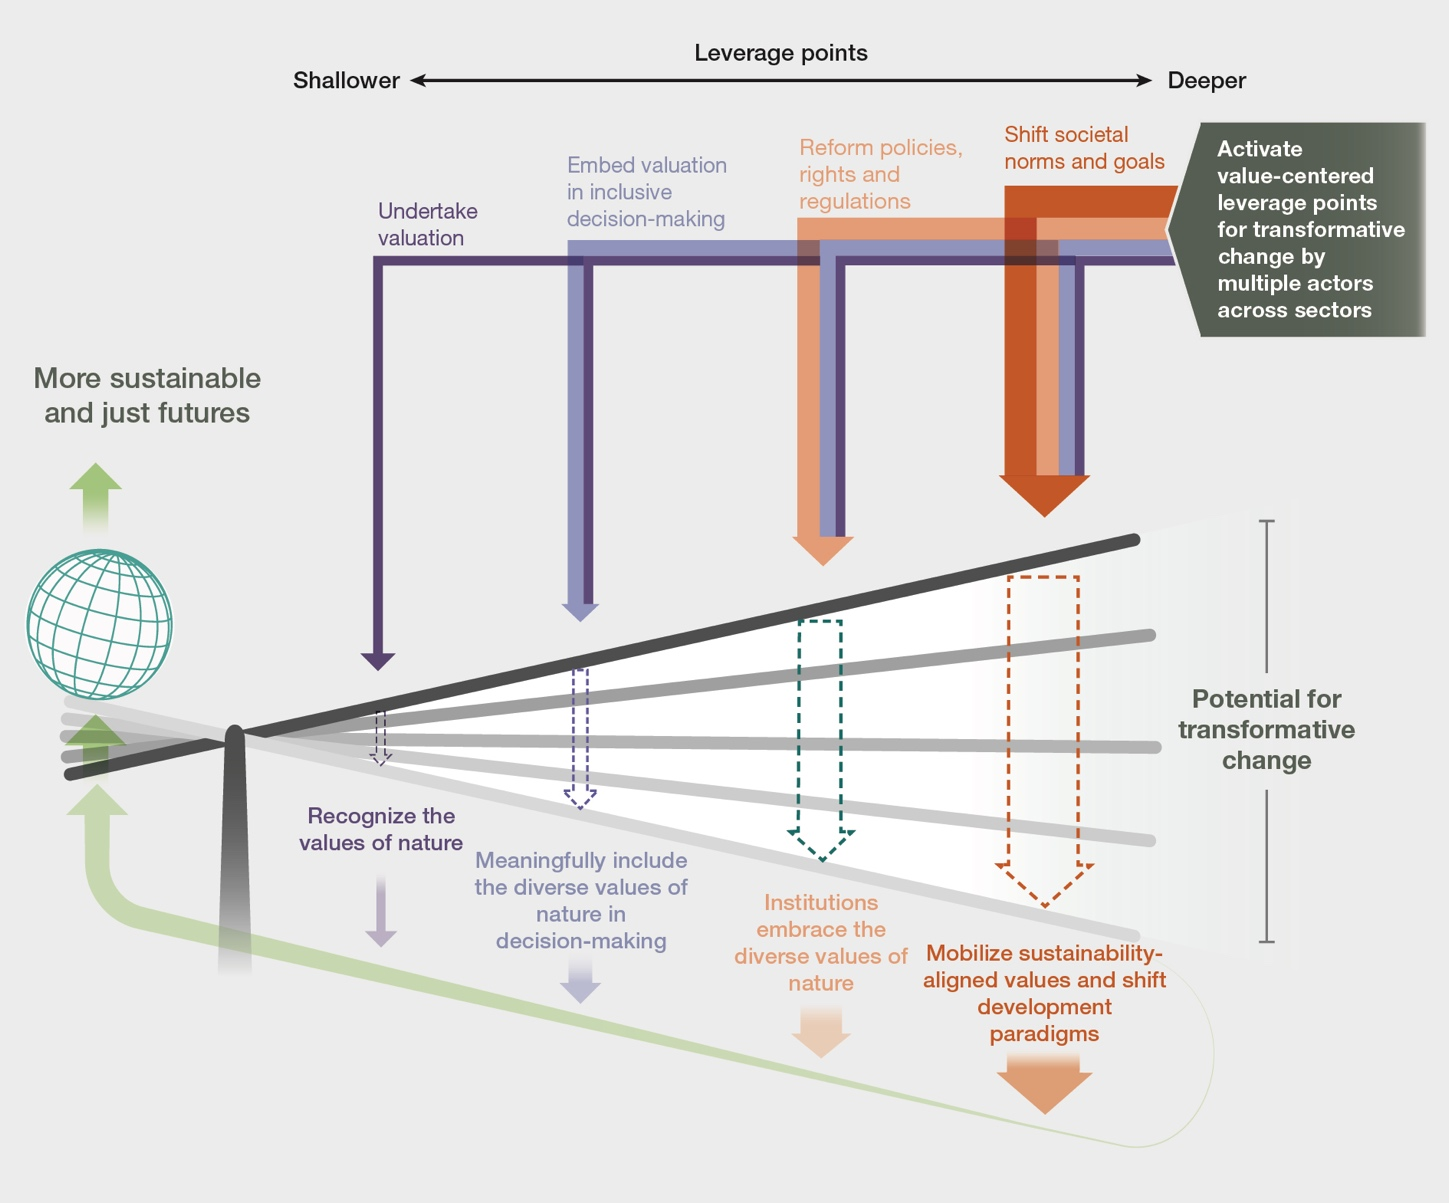 Leverage points
Shallower
Deeper
Shift societal
norms and goals
Reform policies,
rights and
regulations
Embed valuation
in inclusive
decision-making
Undertake
valuation
Activate
value-centered
leverage points
for transformative
change by
multiple actors
across sectors
More sustainable
and just futures
Potential for
transformative
change
Recognize the
values of nature
Meaningfully include
the diverse values of
nature in
decision-making
Institutions
embrace the
diverse values of
nature
Mobilize sustainability-
aligned values and shift
development
paradigms